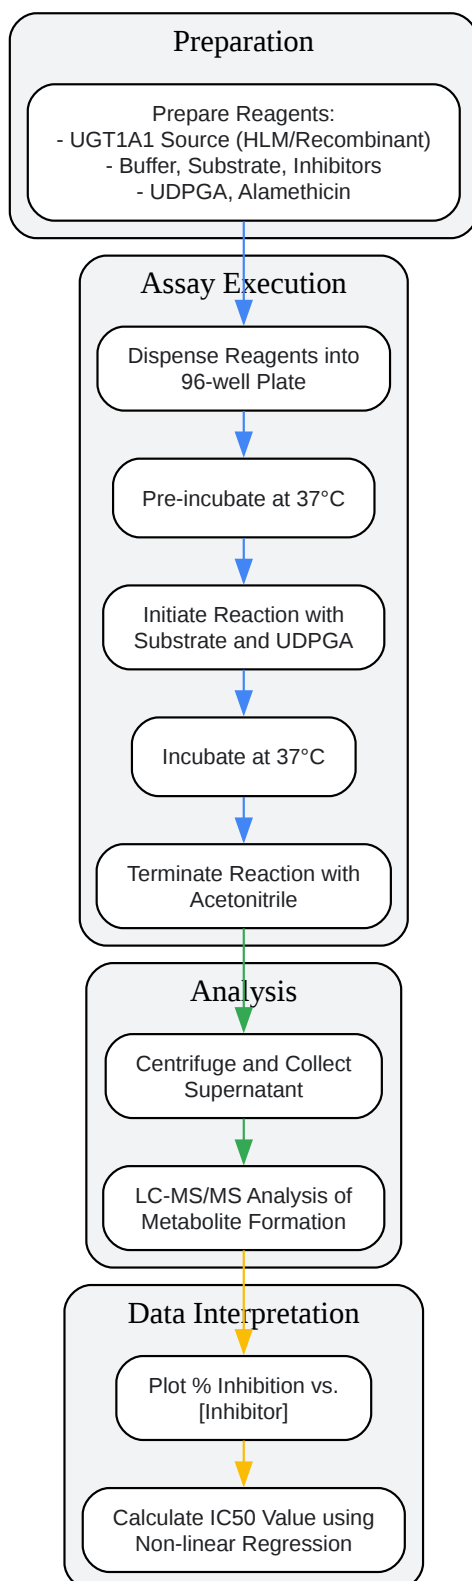 Preparation
Prepare Reagents:
- UGT1A1 Source (HLM/Recombinant)
- Buffer, Substrate, Inhibitors
- UDPGA, Alamethicin
Assay Execution
Dispense Reagents into
96-well Plate
Pre-incubate at 37°C
Initiate Reaction with
Substrate and UDPGA
Incubate at 37°C
Terminate Reaction with
Acetonitrile
Analysis
Centrifuge and Collect
Supernatant
LC-MS/MS Analysis of
Metabolite Formation
Data Interpretation
Plot % Inhibition vs.
[Inhibitor]
Calculate IC50 Value using
Non-linear Regression